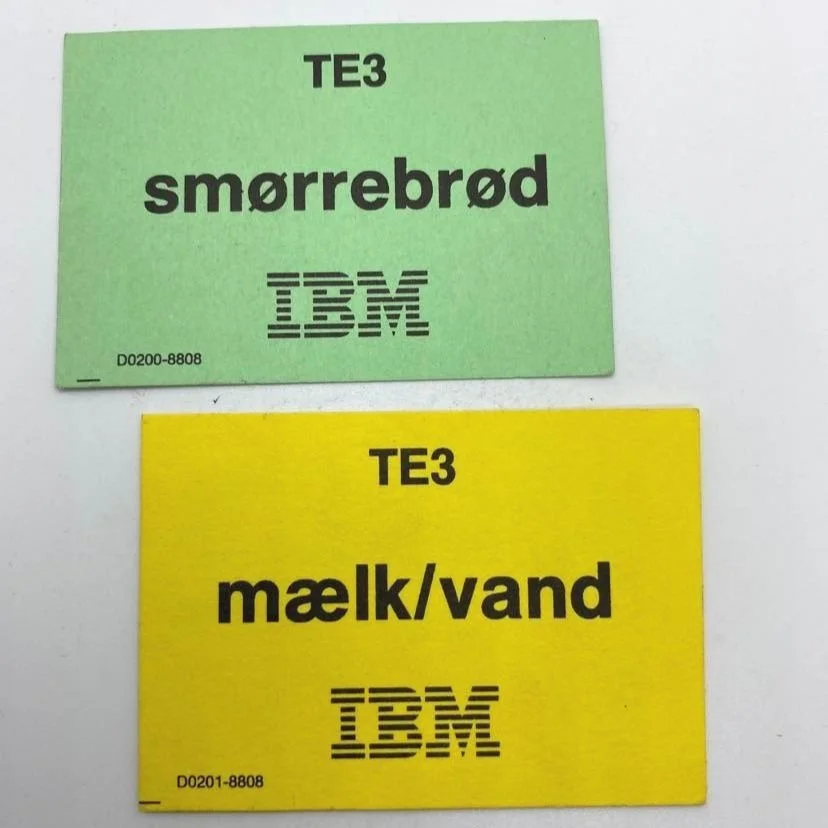 TE3
smørrebrød
IBM
D0200-8808
TE3
mælk/vand
IBM
D0201-8808